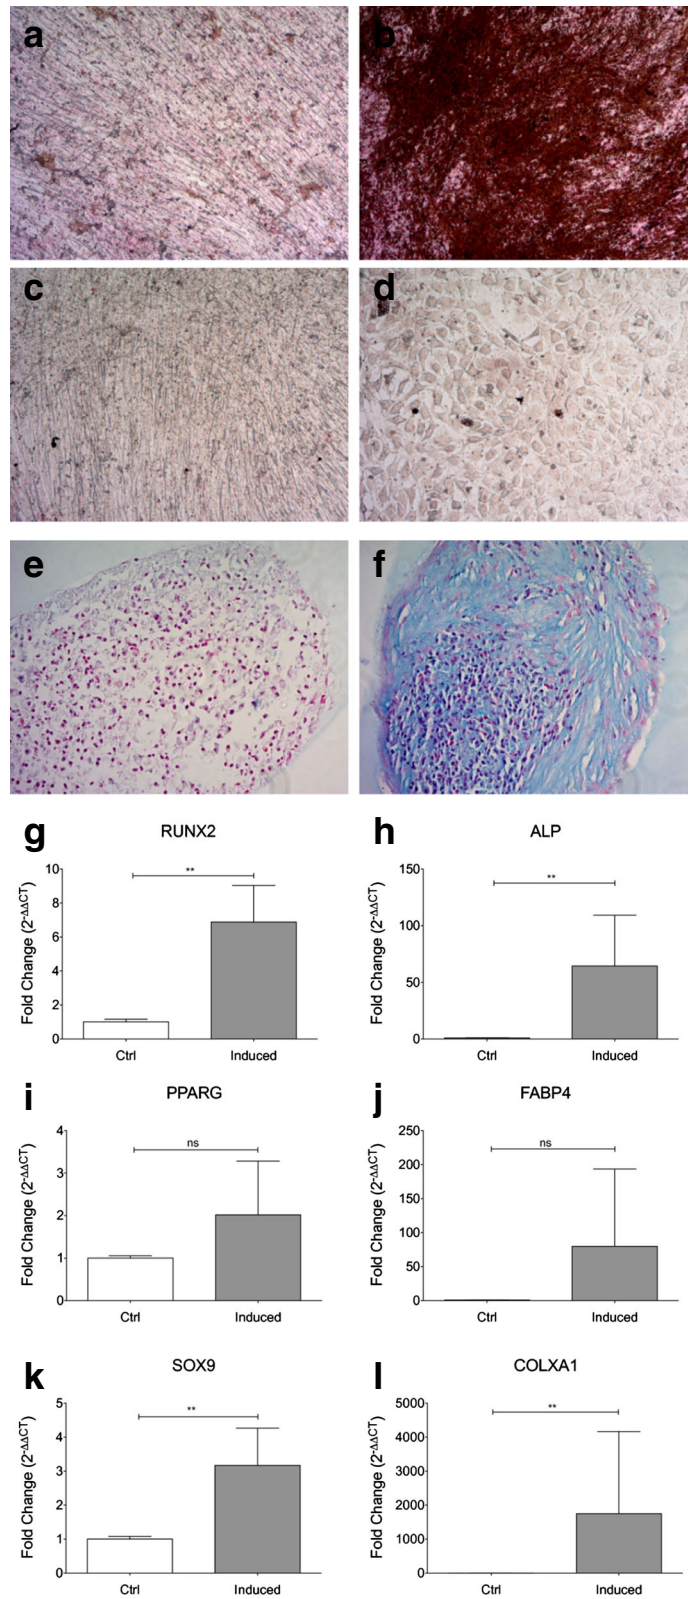 a
b
c
d
e
f
g
RUNX2
Fold Change (2-ΔΔCT)
10
8
6
4
2
0
**
Ctrl
Induced
h
ALP
Fold Change (2-ΔΔCT)
150
100
50
0
**
Ctrl
Induced
i
PPARG
Fold Change (2-ΔΔCT)
4
3
2
1
0
ns
Ctrl
Induced
j
FABP4
Fold Change (2-ΔΔCT)
250
200
150
100
50
0
ns
Ctrl
Induced
k
SOX9
Fold Change (2-ΔΔCT)
5
4
3
2
1
0
**
Ctrl
Induced
l
COLXA1
Fold Change (2-ΔΔCT)
5000
4000
3000
2000
1000
0
**
Ctrl
Induced